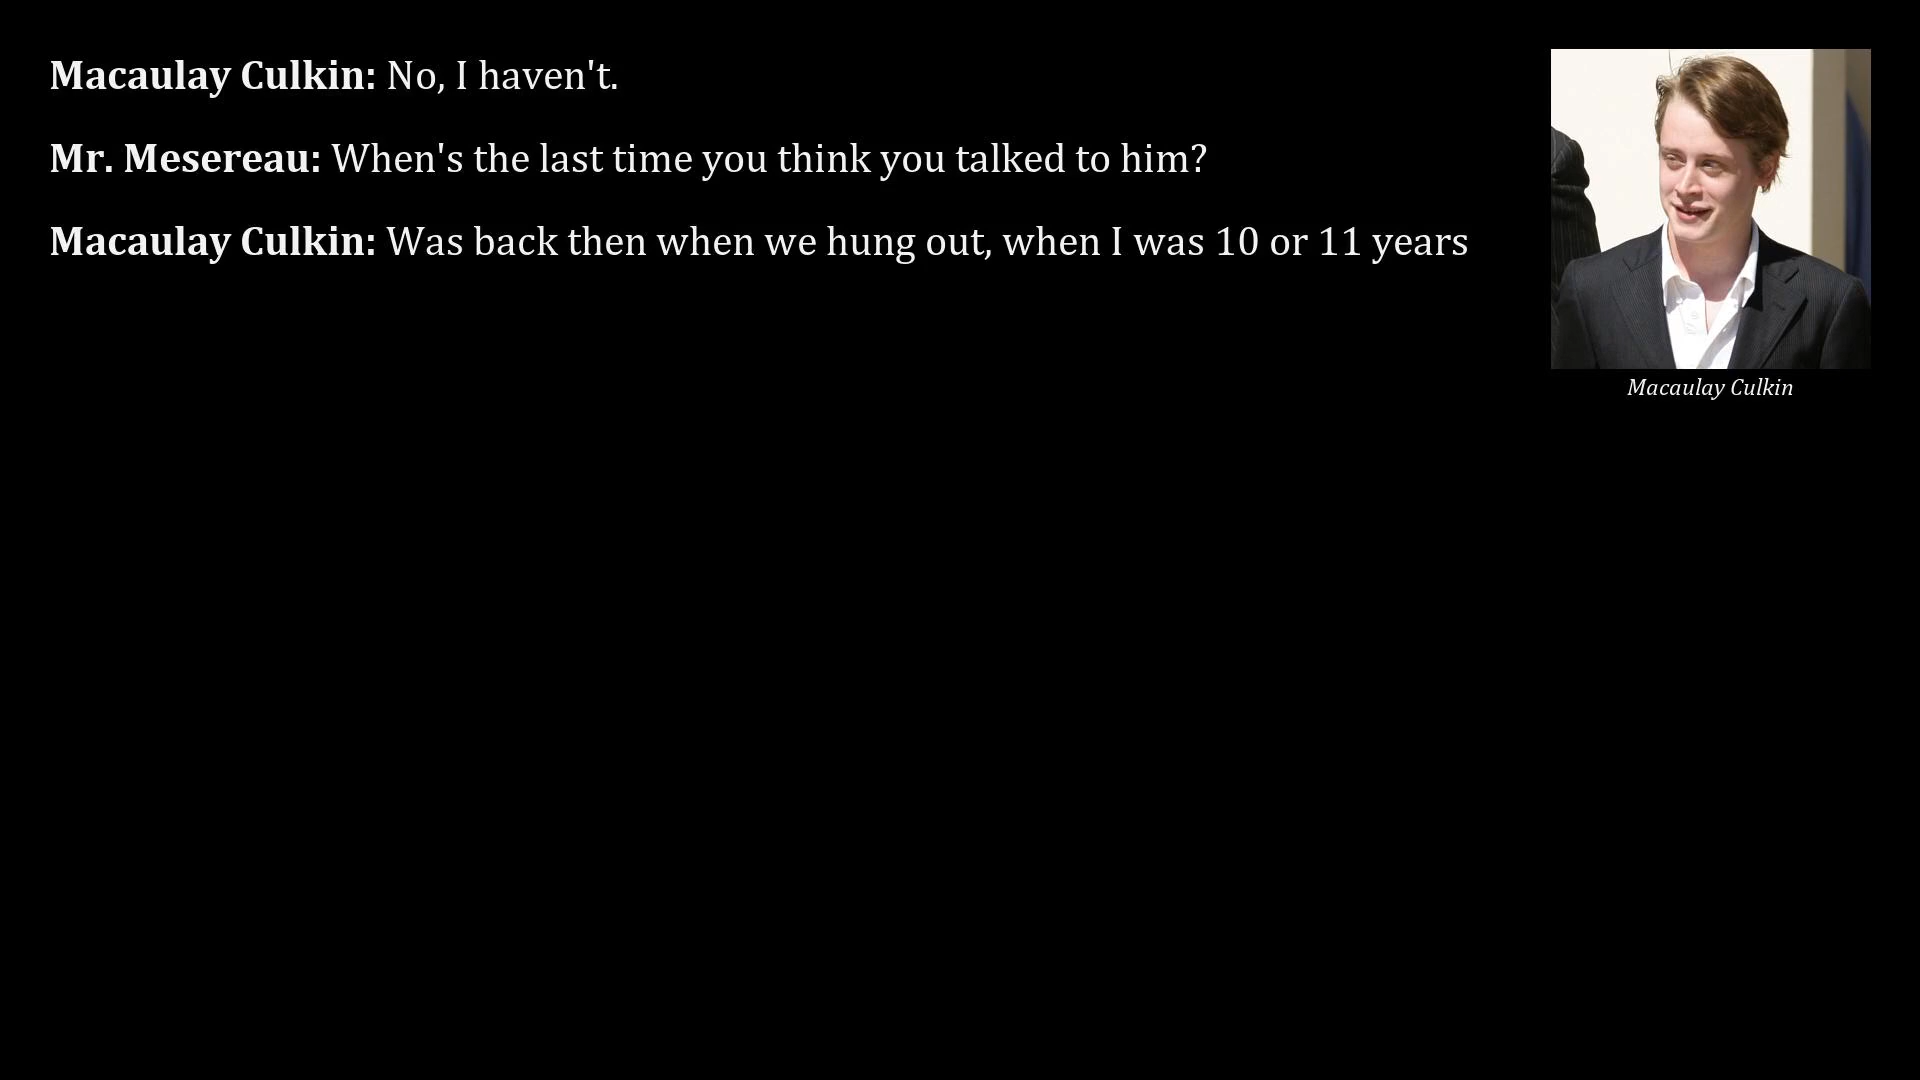 Macaulay Culkin: No, I haven't.
Mr. Mesereau: When's the last time you think you talked to him?
Macaulay Culkin: Was back then when we hung out, when I was 10 or 11 years
Macaulay Culkin